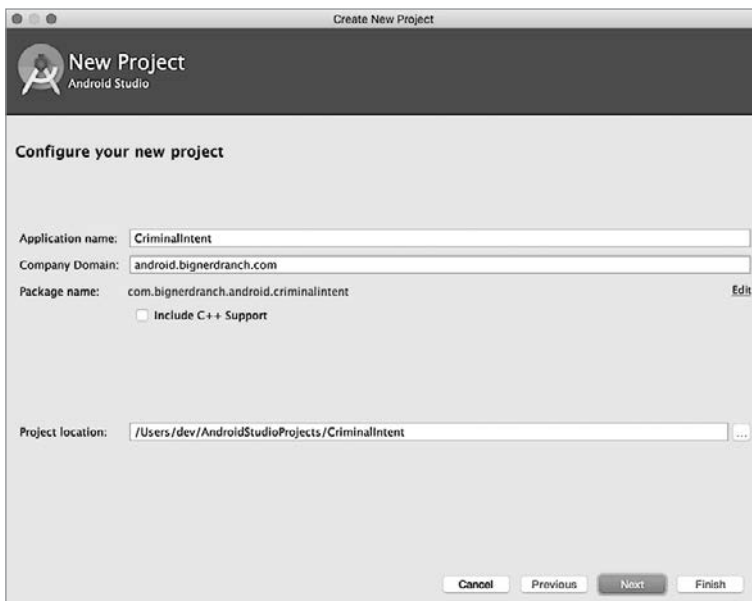 Create New Project
New Project
Android Studio
Configure your new project
Application name: CriminalIntent
Company Domain: android.bignerdranch.com
Package name: com.bignerdranch.android.criminalintent Edit
Include C++ Support
Project location: /Users/dev/AndroidStudioProjects/CriminalIntent ...
Cancel Previous Next Finish